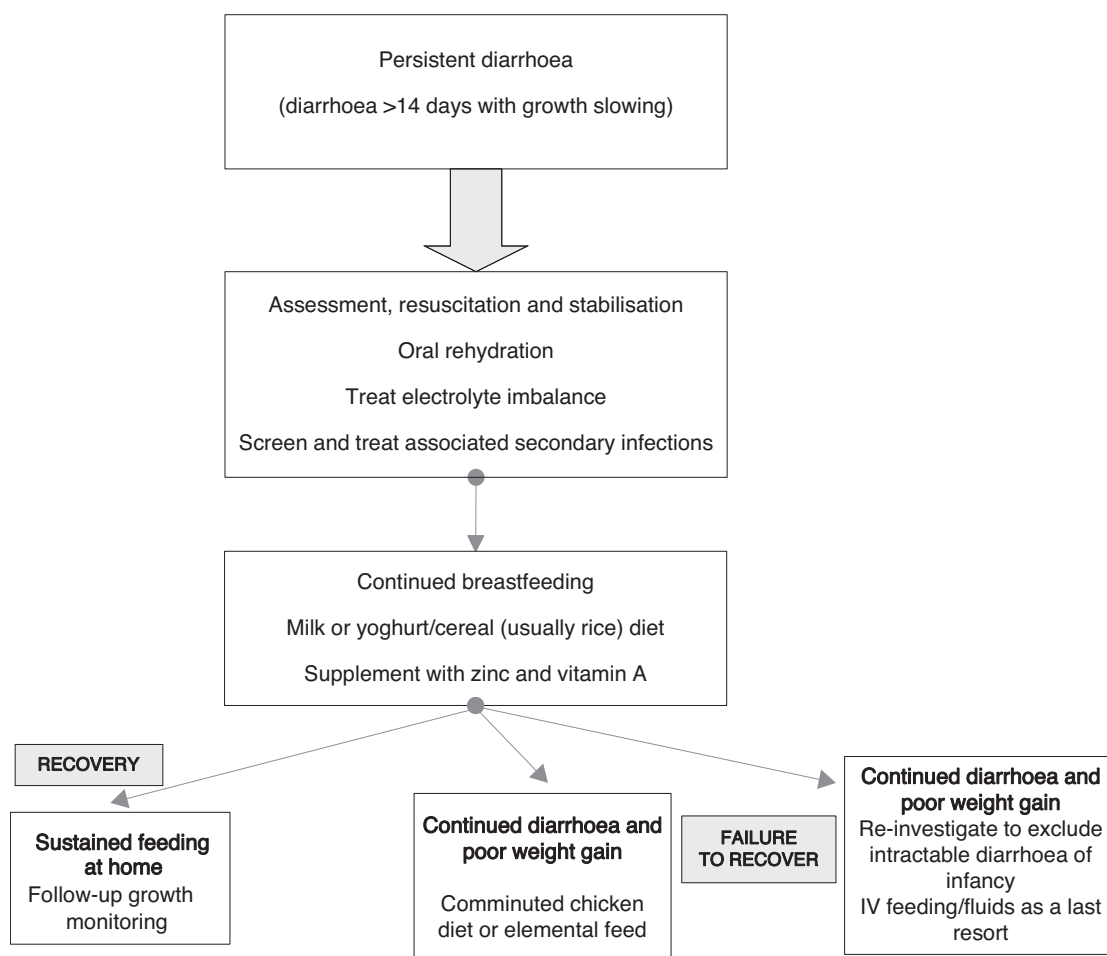 Persistent diarrhoea
(diarrhoea >14 days with growth slowing)
Assessment, resuscitation and stabilisation
Oral rehydration
Treat electrolyte imbalance
Screen and treat associated secondary infections
Continued breastfeeding
Milk or yoghurt/cereal (usually rice) diet
Supplement with zinc and vitamin A
RECOVERY
Sustained feeding
at home
Follow-up growth
monitoring
Continued diarrhoea and
poor weight gain
Comminuted chicken
diet or elemental feed
FAILURE
TO RECOVER
Continued diarrhoea and
poor weight gain
Re-investigate to exclude
intractable diarrhoea of
infancy
IV feeding/fluids as a last
resort